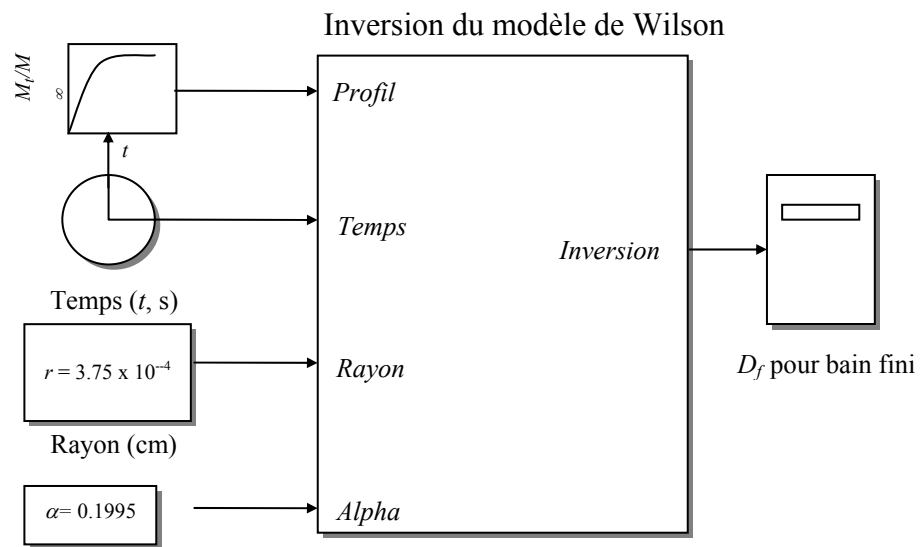 Inversion du modèle de Wilson
M_t/M
∞
Profil
t
Temps
Inversion
Temps (t, s)
r = 3.75 x 10⁻⁴
Rayon
D_f pour bain fini
Rayon (cm)
α= 0.1995
Alpha